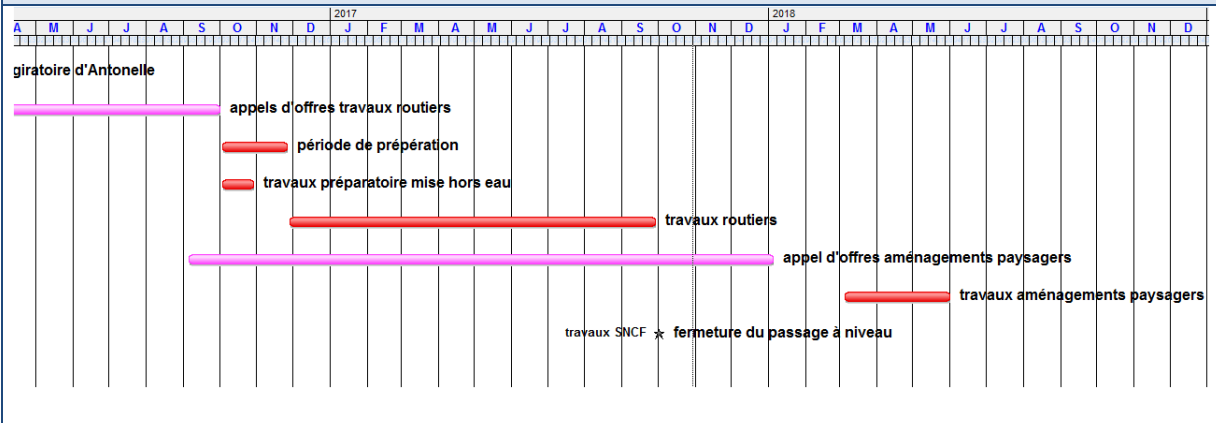 2017 2018
A M J J A S O N D J F M A M J J A S O N D J F M A M J J A S O N D
giratoire d'Antonelle
appels d'offres travaux routiers
période de prépération
travaux préparatoire mise hors eau
travaux routiers
appel d'offres aménagements paysagers
travaux aménagements paysagers
travaux SNCF fermeture du passage à niveau